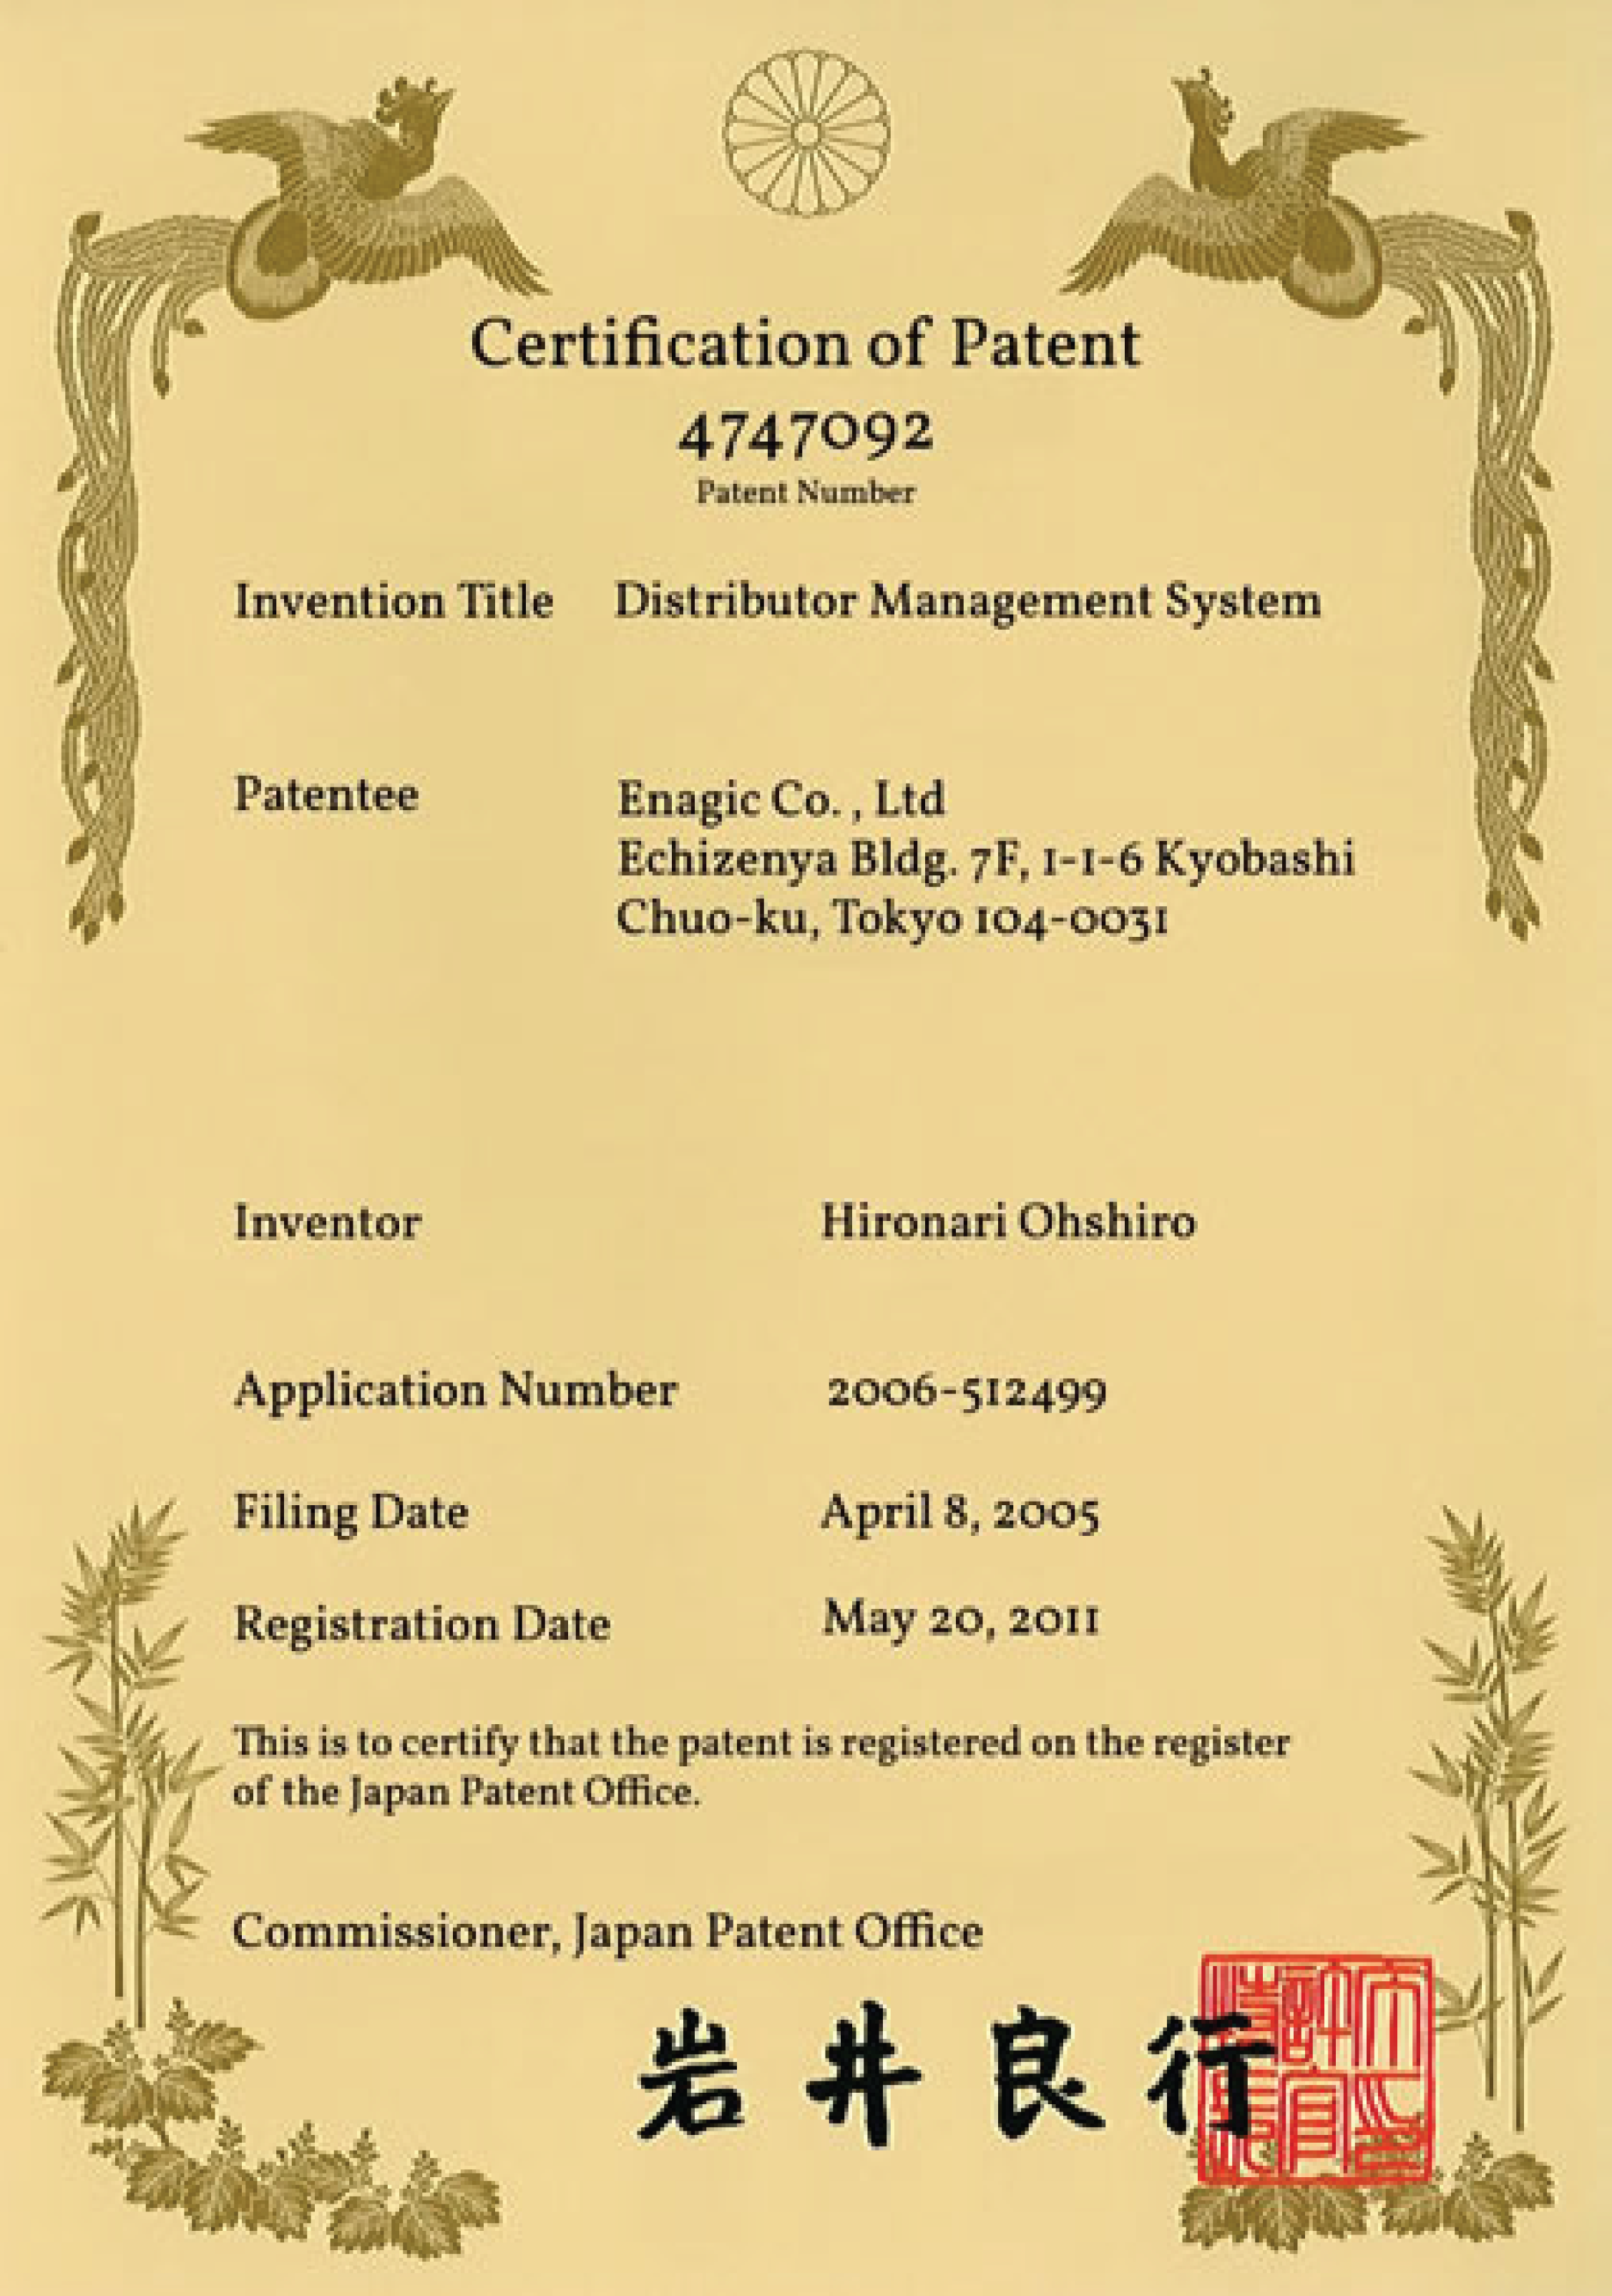 Certification of Patent
4747092
Patent Number
Invention Title Distributor Management System
Patentee Enagic Co. , Ltd
Echizenya Bldg. 7F, 1-1-6 Kyobashi
Chuo-ku, Tokyo 104-0031
Inventor Hironari Ohshiro
Application Number 2006-512499
Filing Date April 8, 2005
Registration Date May 20, 2011
This is to certify that the patent is registered on the register
of the Japan Patent Office.
Commissioner, Japan Patent Office
岩井良行